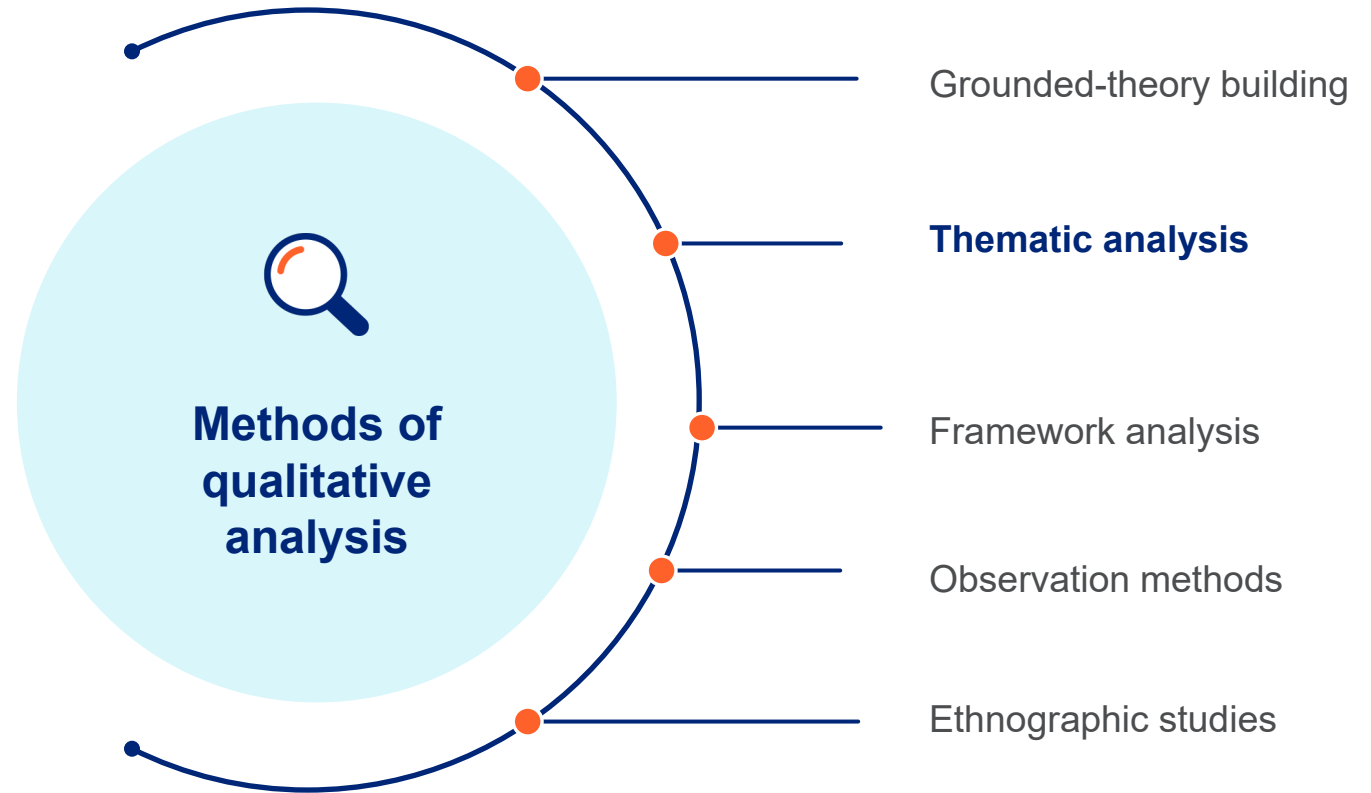 Methods of
qualitative
analysis
Grounded-theory building
Thematic analysis
Framework analysis
Observation methods
Ethnographic studies